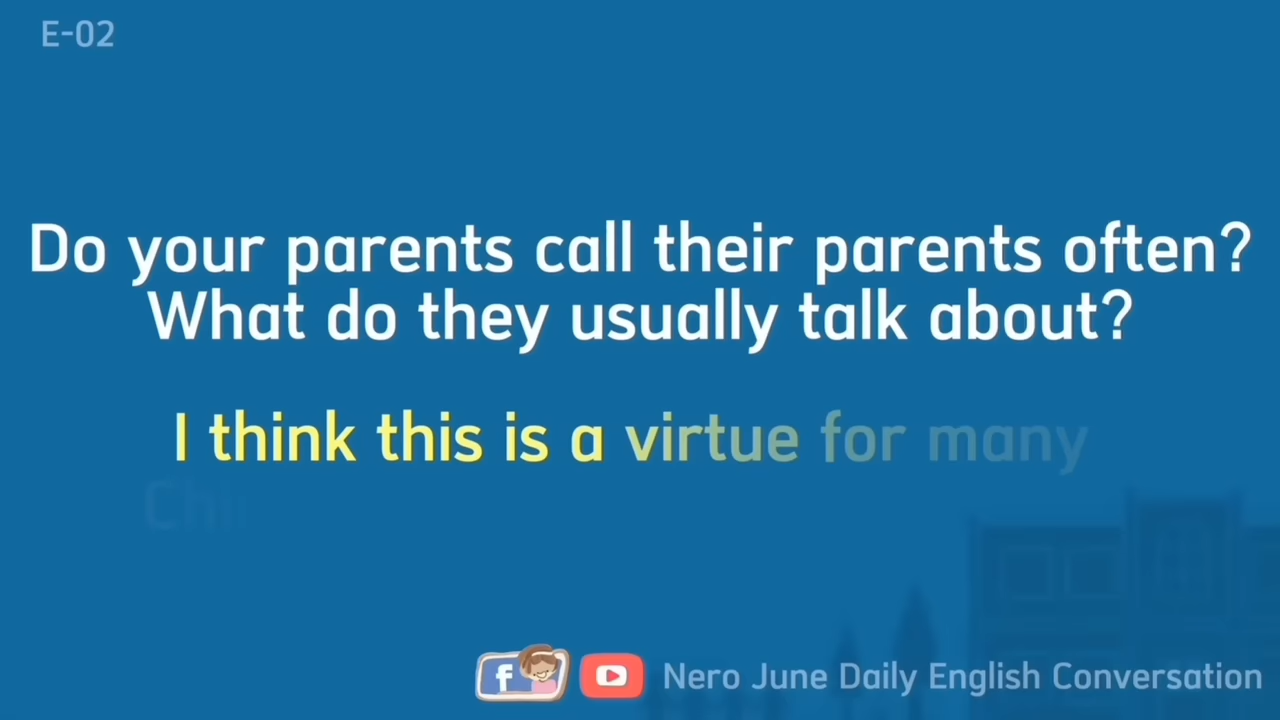 E-02
Do your parents call their parents often?
What do they usually talk about?
I think this is a virtue for many
f
Nero June Daily English Conversation